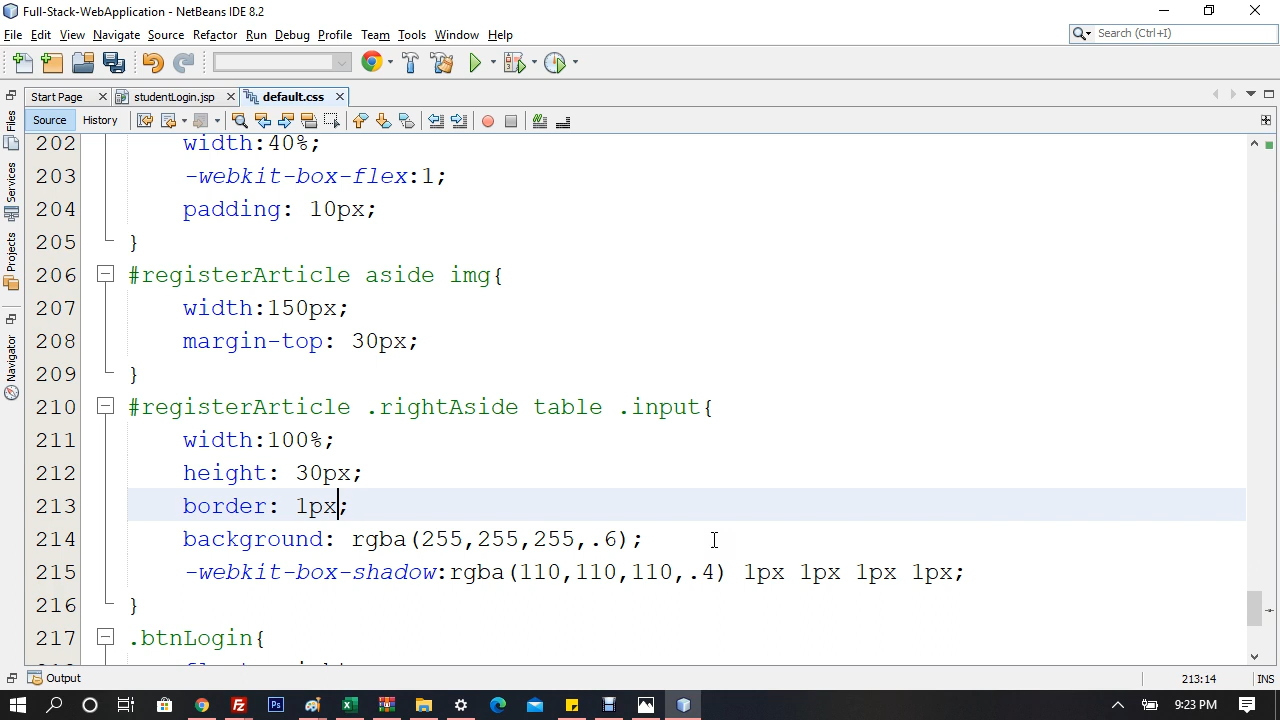 Full-Stack-WebApplication - NetBeans IDE 8.2
File Edit View Navigate Source Refactor Run Debug Profile Team Tools Window Help
Search (Ctrl+I)
Start Page studentLogin.jsp default.css
Source History
Files
Services
Projects
Navigator
202 width:40%;
203 -webkit-box-flex:1;
204 padding: 10px;
205 }
206 #registerArticle aside img{
207 width:150px;
208 margin-top: 30px;
209 }
210 #registerArticle .rightAside table .input{
211 width:100%;
212 height: 30px;
213 border: 1px;
214 background: rgba(255,255,255,.6);
215 -webkit-box-shadow:rgba(110,110,110,.4) 1px 1px 1px 1px;
216 }
217 .btnLogin{
Output
213:14 INS
9:23 PM